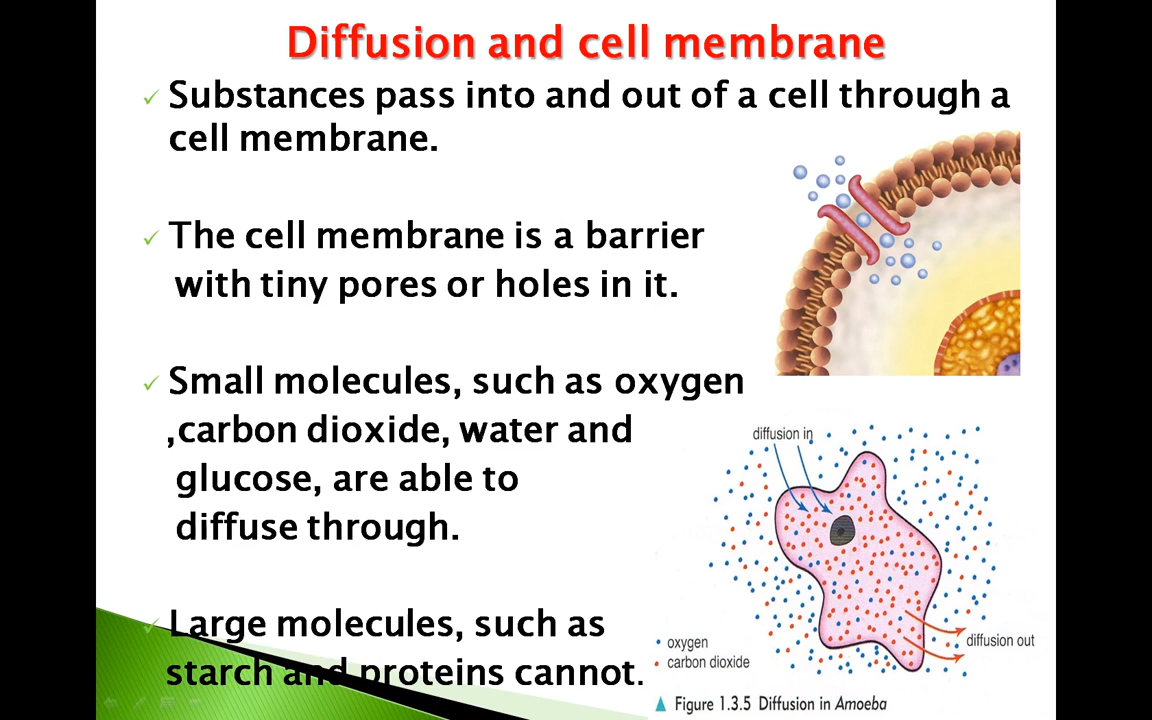 Diffusion and cell membrane
Substances pass into and out of a cell through a
cell membrane.
The cell membrane is a barrier
with tiny pores or holes in it.
Small molecules, such as oxygen
,carbon dioxide, water and
glucose, are able to
diffuse through.
Large molecules, such as
starch and proteins cannot.
diffusion in
diffusion out
oxygen
carbon dioxide
Figure 1.3.5 Diffusion in Amoeba